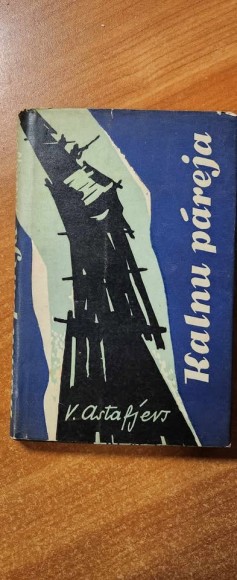 Kalnu pāreja
V. Astafjevs